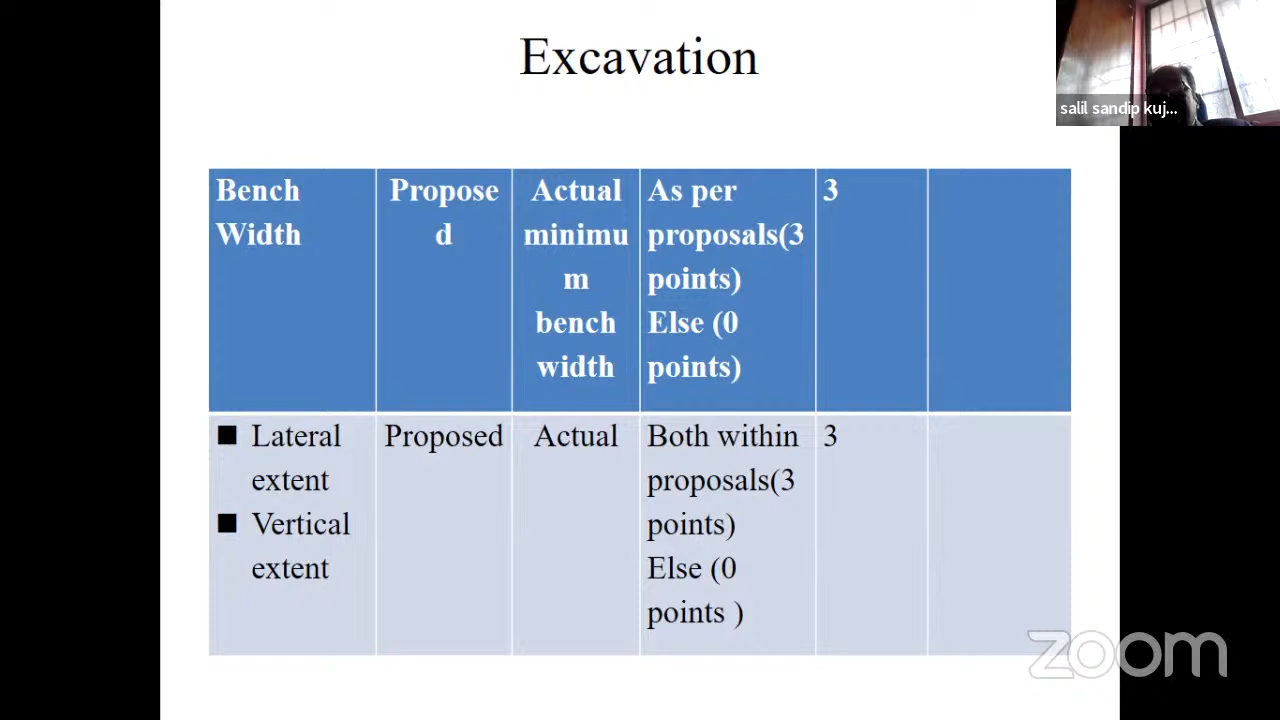 Excavation
salil sandip kuj...
Bench
Width
Propose
d
Actual
minimu
m
bench
width
As per
proposals(3
points)
Else (0
points)
3
Lateral
extent
Vertical
extent
Proposed
Actual
Both within
proposals(3
points)
Else (0
points )
3
zoom